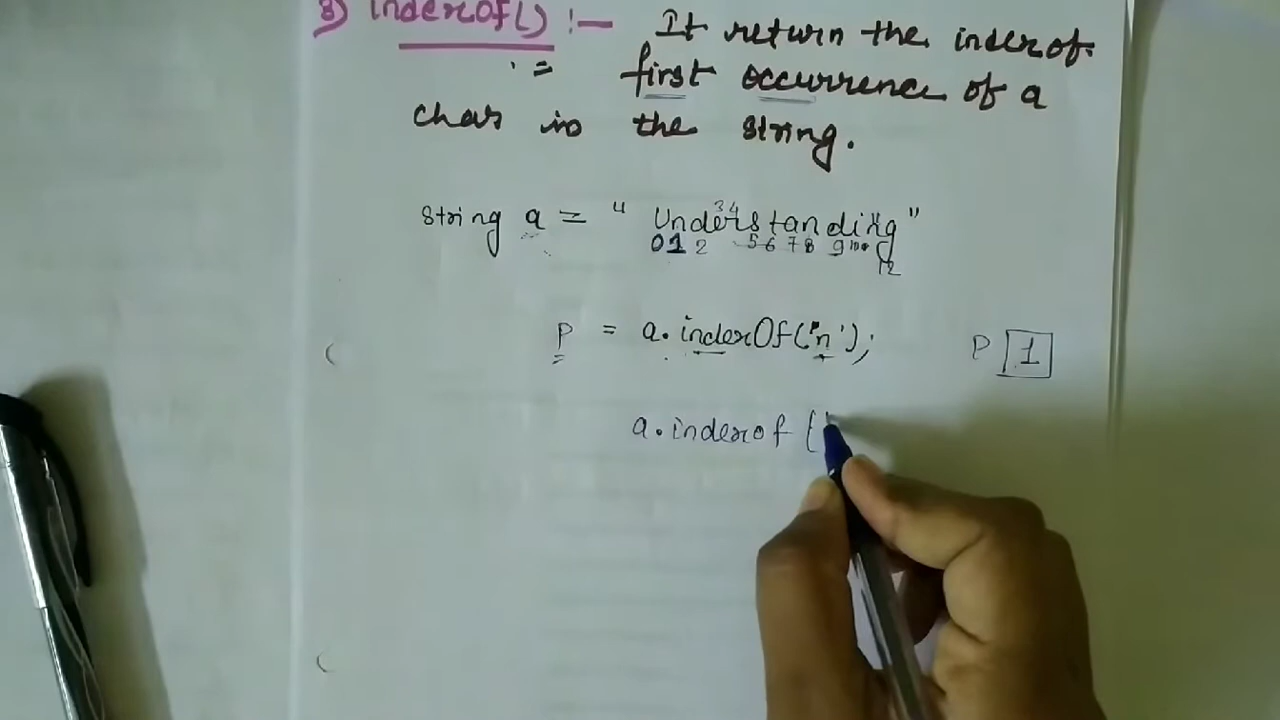 8) indexOf() :- It return the index of
first occurrence of a
char in the string.
String a = " Understanding "
0 1 2 3 4 5 6 7 8 9 10 11 12
P = a.indexOf('n'); P 1
a.indexof (